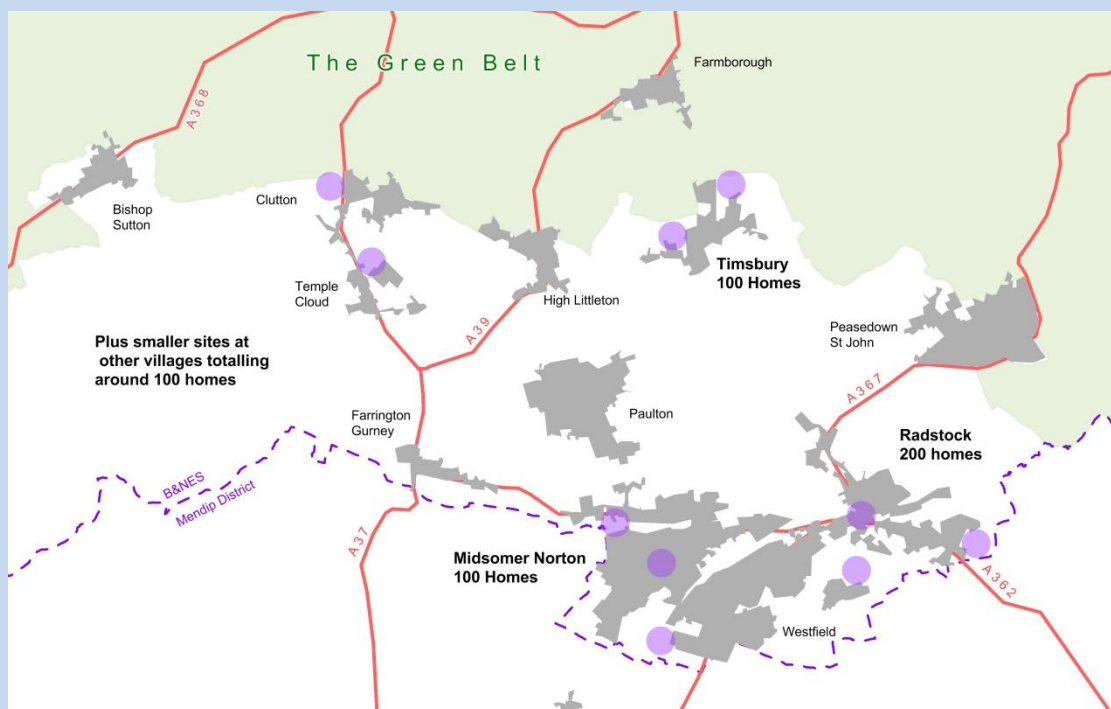 The Green Belt
Farmborough
A368
Bishop
Sutton
Clutton
Timsbury
100 Homes
Temple
Cloud
High Littleton
A39
Peasedown
St John
Plus smaller sites at
other villages totalling
around 100 homes
A367
Farrington
Gurney
Paulton
Radstock
200 homes
B&NES
Mendip District
A37
Midsomer Norton
100 Homes
A362
Westfield